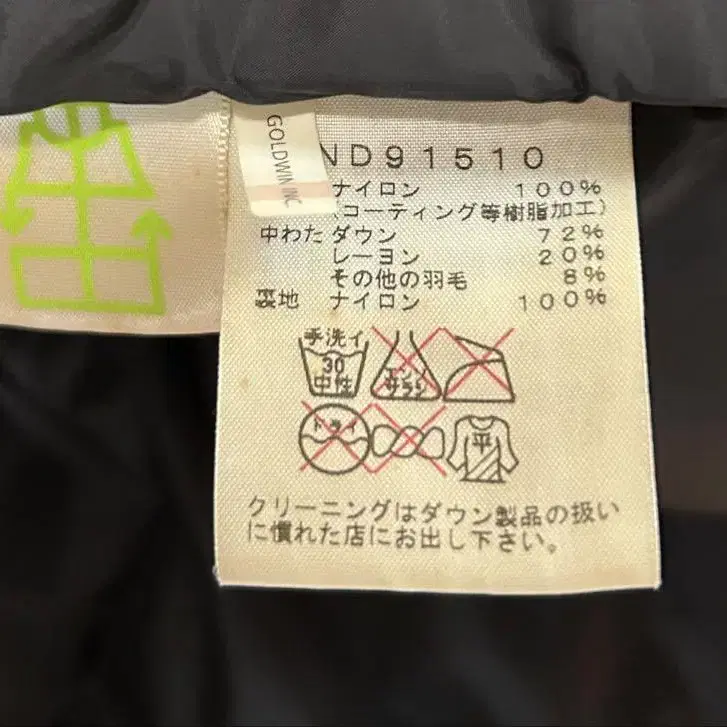 GOLDWIN INC
ND91510
ナイロン 100%
(コーティング等樹脂加工)
中わた ダウン 72%
レーヨン 20%
その他の羽毛 8%
裏地 ナイロン 100%
手洗イ
30
中性
エンソ
サラシ
ドライ
平
クリーニングはダウン製品の扱い
に慣れた店にお出し下さい。